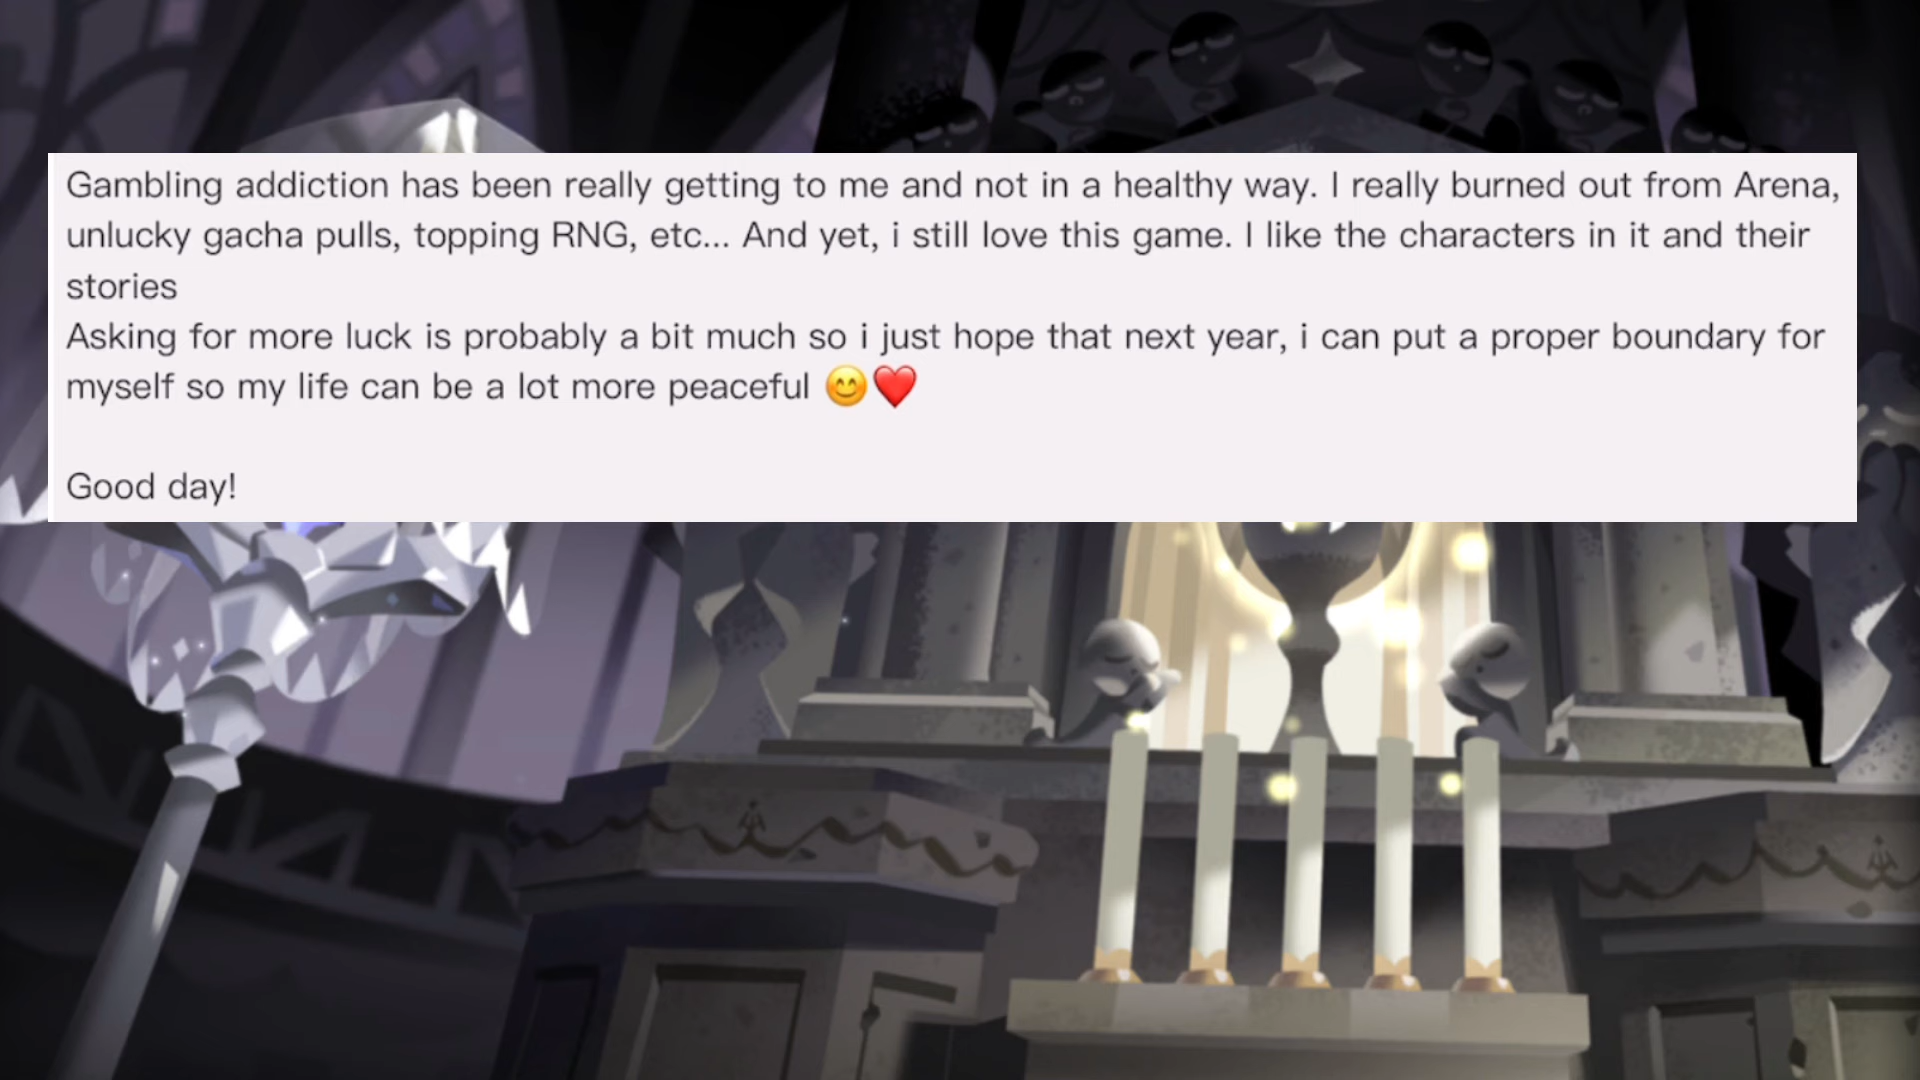 Gambling addiction has been really getting to me and not in a healthy way. I really burned out from Arena,
unlucky gacha pulls, topping RNG, etc... And yet, i still love this game. I like the characters in it and their
stories
Asking for more luck is probably a bit much so i just hope that next year, i can put a proper boundary for
myself so my life can be a lot more peaceful 😊❤️
Good day!